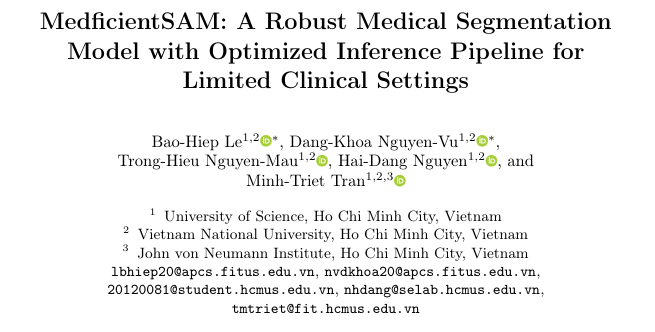 MedficientSAM: A Robust Medical Segmentation
Model with Optimized Inference Pipeline for
Limited Clinical Settings
Bao-Hiep Le1,2*, Dang-Khoa Nguyen-Vu1,2*,
Trong-Hieu Nguyen-Mau1,2, Hai-Dang Nguyen1,2, and
Minh-Triet Tran1,2,3
1 University of Science, Ho Chi Minh City, Vietnam
2 Vietnam National University, Ho Chi Minh City, Vietnam
3 John von Neumann Institute, Ho Chi Minh City, Vietnam
lbhiep20@apcs.fitus.edu.vn, nvdkhoa20@apcs.fitus.edu.vn,
20120081@student.hcmus.edu.vn, nhdang@selab.hcmus.edu.vn,
tmtriet@fit.hcmus.edu.vn